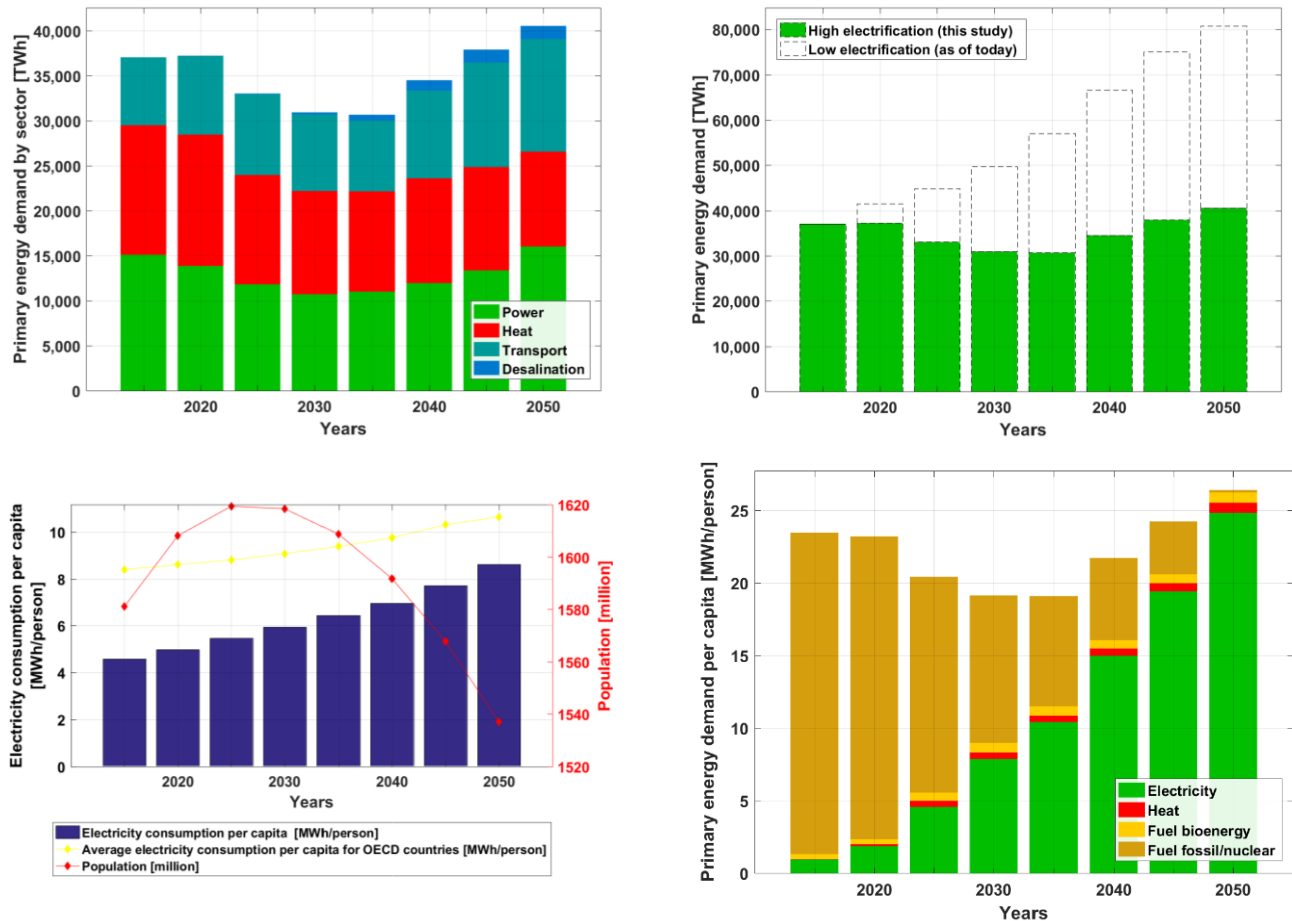 Primary energy demand by sector [TWh]
40,000
35,000
30,000
25,000
20,000
15,000
10,000
5,000
0
2020 2030 2040 2050
Years
Power
Heat
Transport
Desalination
Primary energy demand [TWh]
80,000
70,000
60,000
50,000
40,000
30,000
20,000
10,000
0
2020 2030 2040 2050
Years
High electrification (this study)
Low electrification (as of today)
Electricity consumption per capita
[MWh/person]
10
8
6
4
2
0
2020 2030 2040 2050
Years
1620
1600
1580
1560
1540
1520
Population [million]
Electricity consumption per capita [MWh/person]
Average electricity consumption per capita for OECD countries [MWh/person]
Population [million]
Primary energy demand per capita [MWh/person]
25
20
15
10
5
0
2020 2030 2040 2050
Years
Electricity
Heat
Fuel bioenergy
Fuel fossil/nuclear